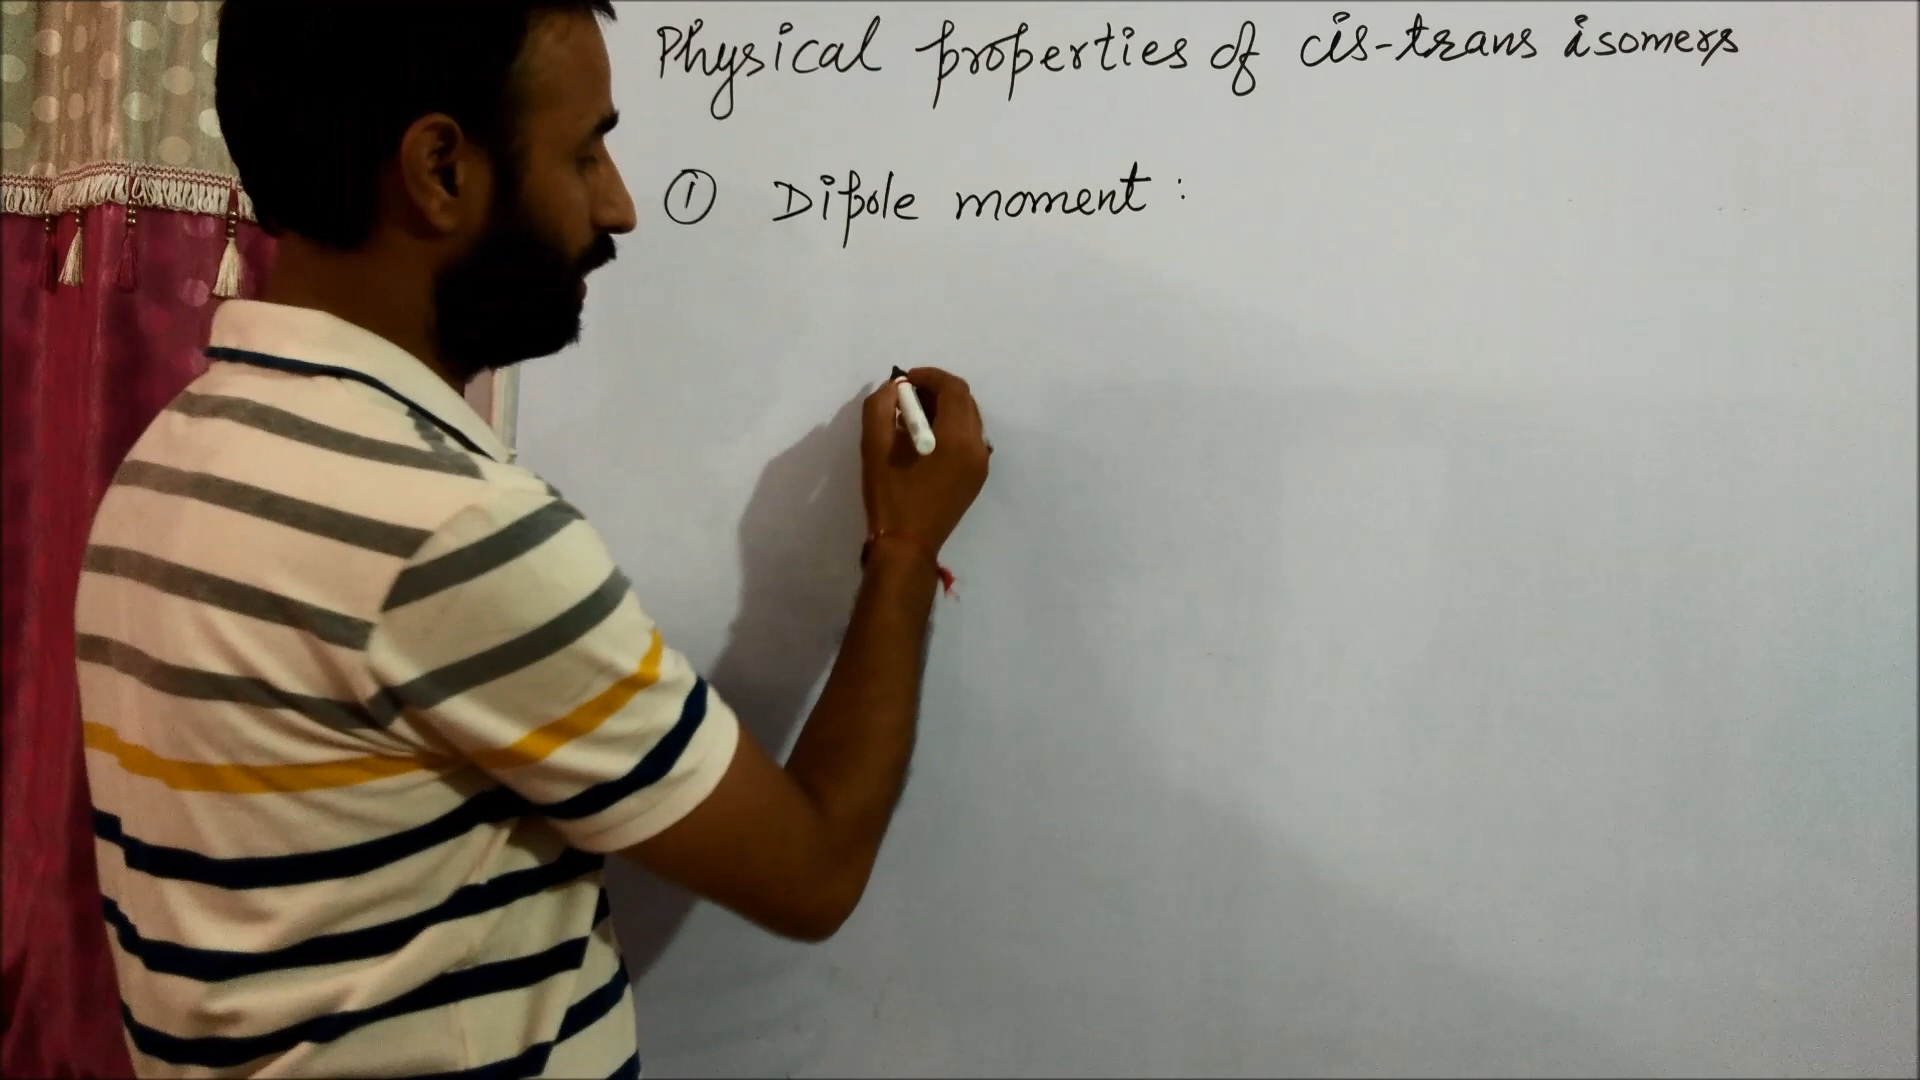 Physical properties of cis-trans isomers
① Dipole moment :